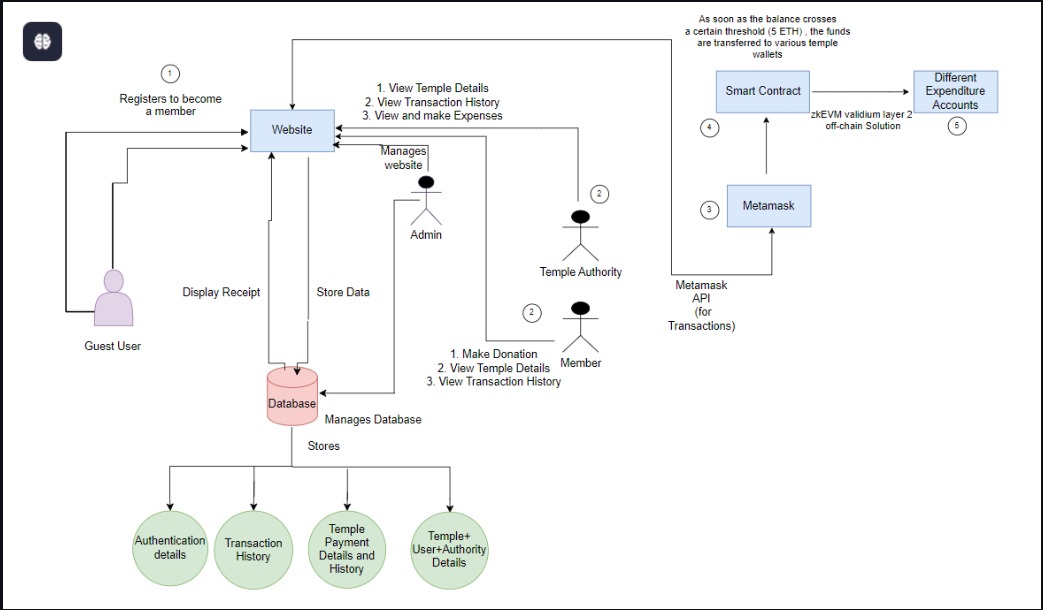 As soon as the balance crosses
a certain threshold (5 ETH) , the funds
are transferred to various temple
wallets
1
Registers to become
a member
1. View Temple Details
2. View Transaction History
3. View and make Expenses
Website
Manages
website
Admin
Smart Contract
Different
Expenditure
Accounts
zkEVM validium layer 2
off-chain Solution
4
5
2
Temple Authority
3
Metamask
Metamask
API
(for
Transactions)
Guest User
Display Receipt
Store Data
2
Member
1. Make Donation
2. View Temple Details
3. View Transaction History
Database
Manages Database
Stores
Authentication
details
Transaction
History
Temple
Payment
Details and
History
Temple+
User+Authority
Details